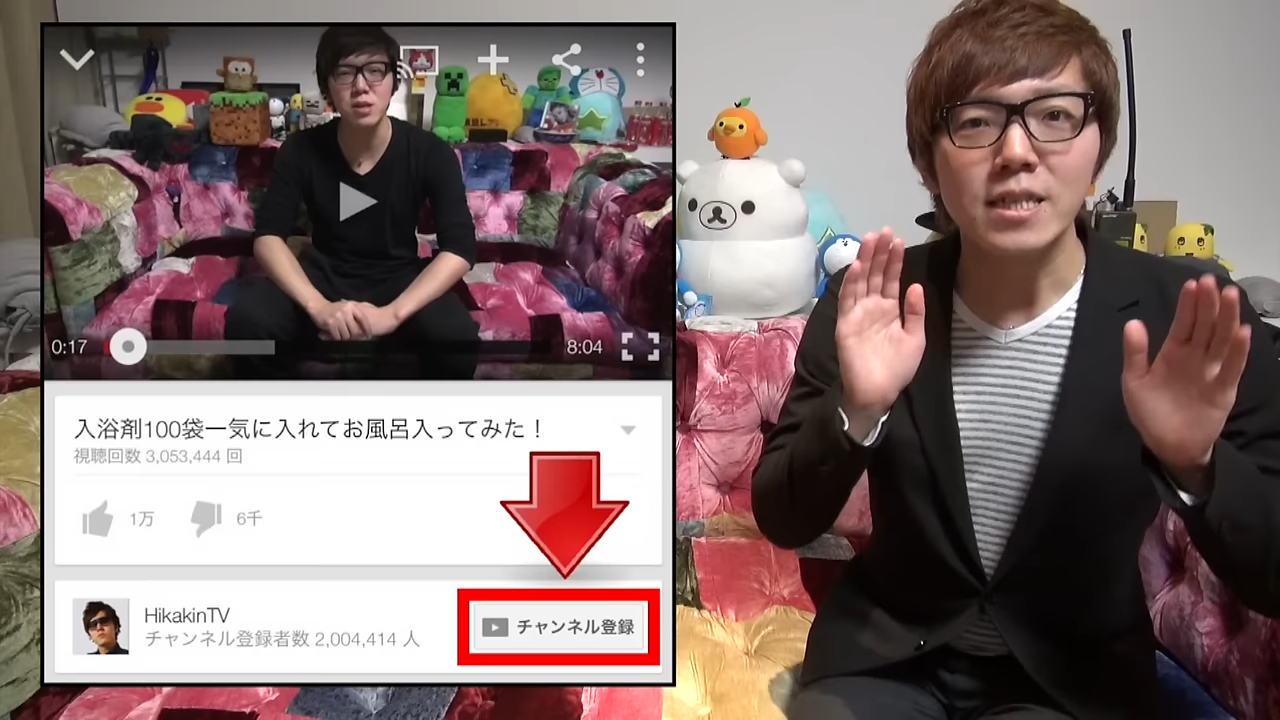 0:17
8:04
入浴剤100袋一気に入れてお風呂入ってみた！
視聴回数 3,053,444 回
1万
6千
HikakinTV
チャンネル登録者数 2,004,414 人
チャンネル登録